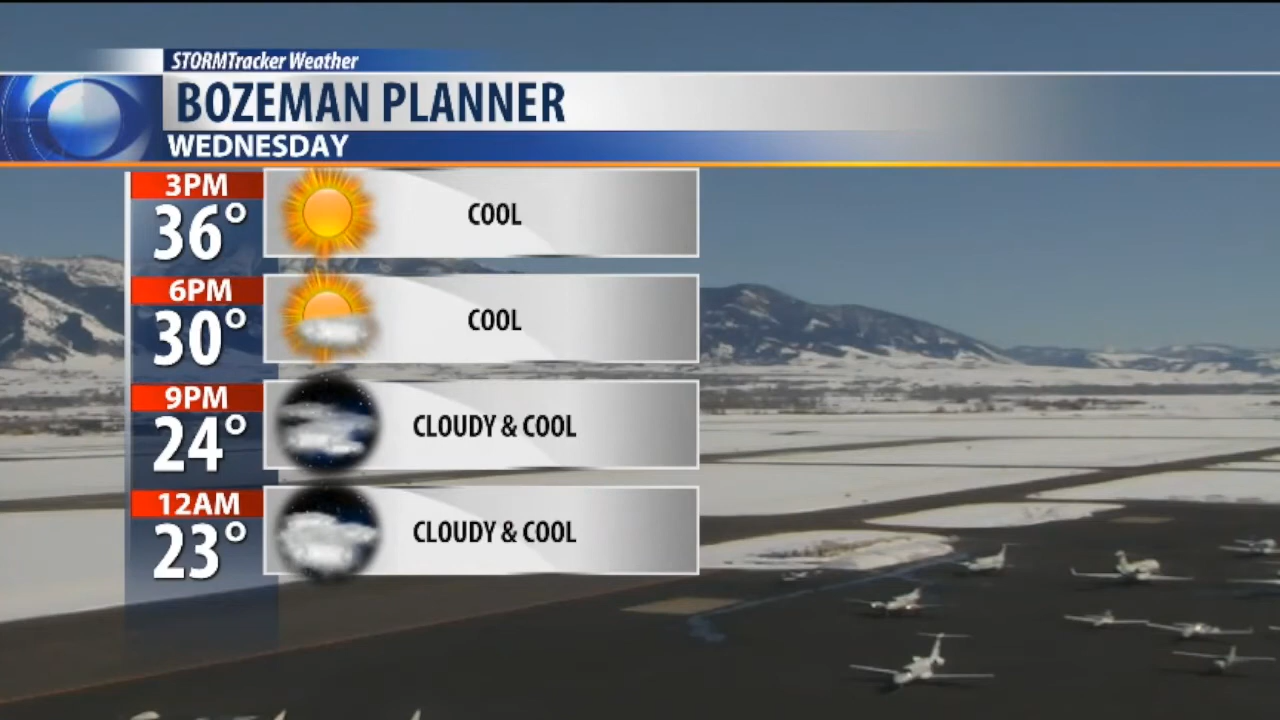 STORMTracker Weather
BOZEMAN PLANNER
WEDNESDAY
3PM
36°
COOL
6PM
30°
COOL
9PM
24°
CLOUDY & COOL
12AM
23°
CLOUDY & COOL